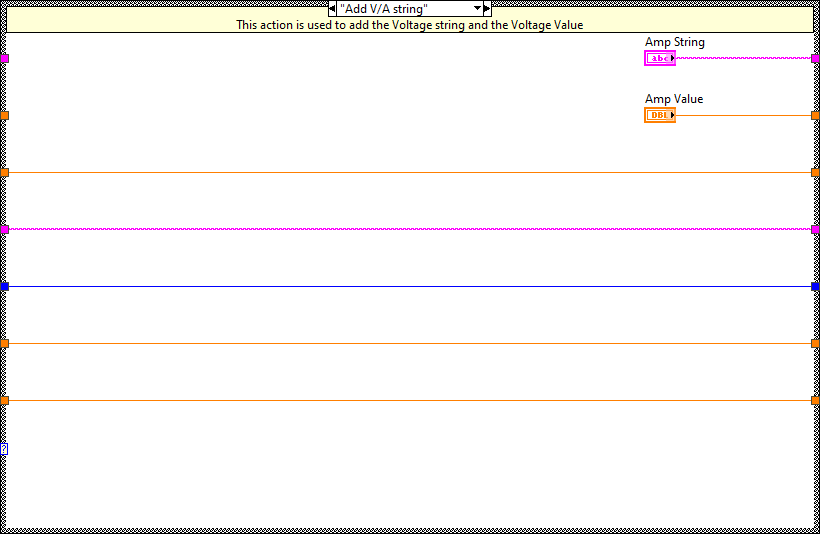 "Add V/A string"
This action is used to add the Voltage string and the Voltage Value
Amp String
abc
Amp Value
DBL
?